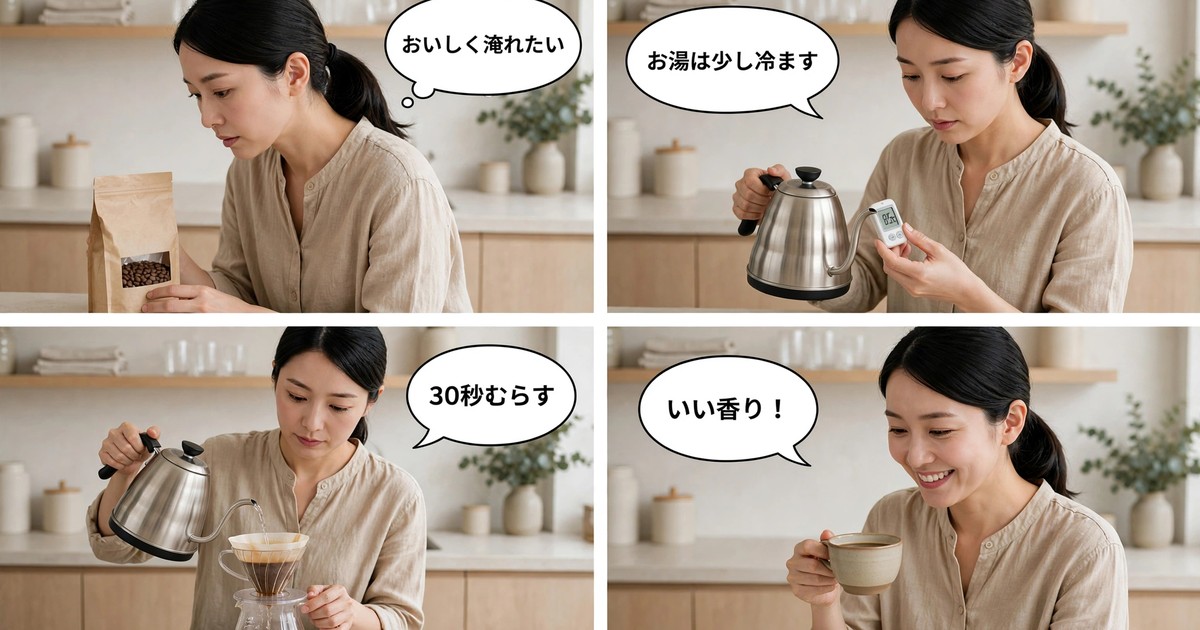 おいしく淹れたい
お湯は少し冷ます
30秒むらす
いい香り！